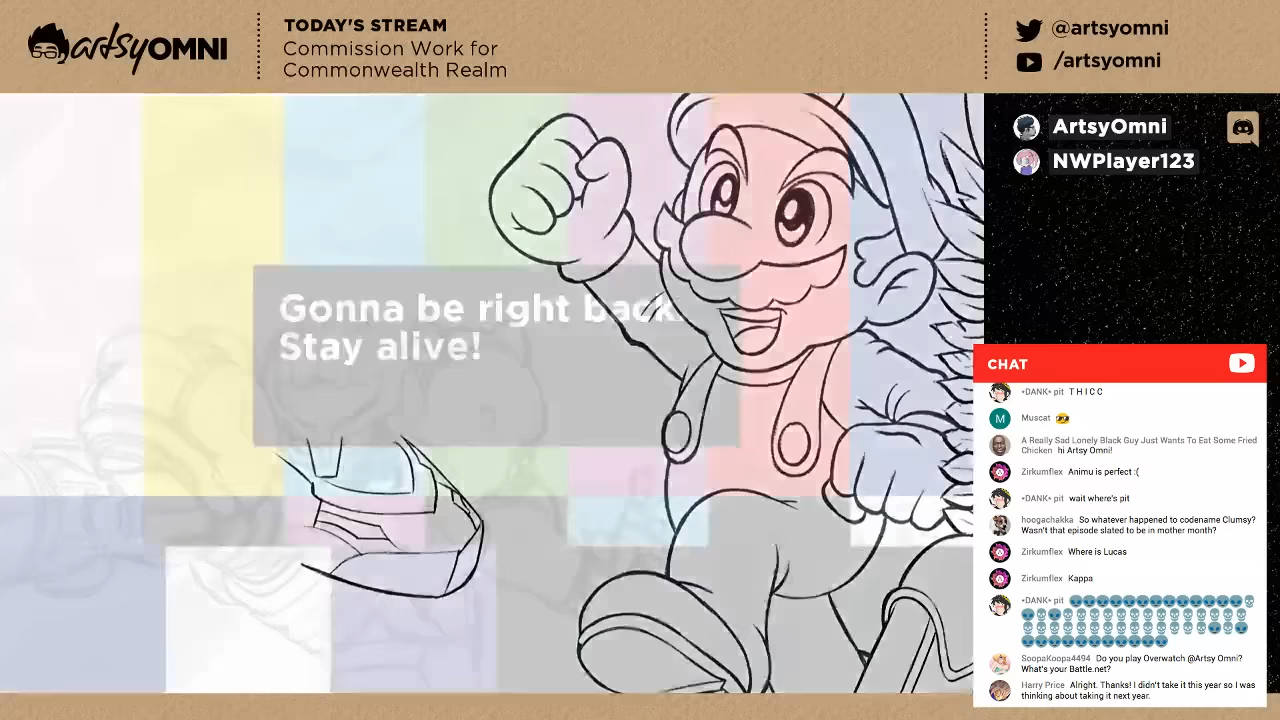 artsyOMNI
TODAY'S STREAM
Commission Work for
Commonwealth Realm
@artsyomni
/artsyomni
Gonna be right back.
Stay alive!
ArtsyOmni
NWPlayer123
CHAT
*DANK* pit T H I C C
M Muscat
A Really Sad Lonely Black Guy Just Wants To Eat Some Fried
Chicken hi Artsy Omni!
Zirkumflex Animu is perfect :(
*DANK* pit wait where's pit
hoogachakka So whatever happened to codename Clumsy?
Wasn't that episode slated to be in mother month?
Zirkumflex Where is Lucas
Zirkumflex Kappa
*DANK* pit
SoopaKoopa4494 Do you play Overwatch @Artsy Omni?
What's your Battle.net?
Harry Price Alright. Thanks! I didn't take it this year so I was
thinking about taking it next year.